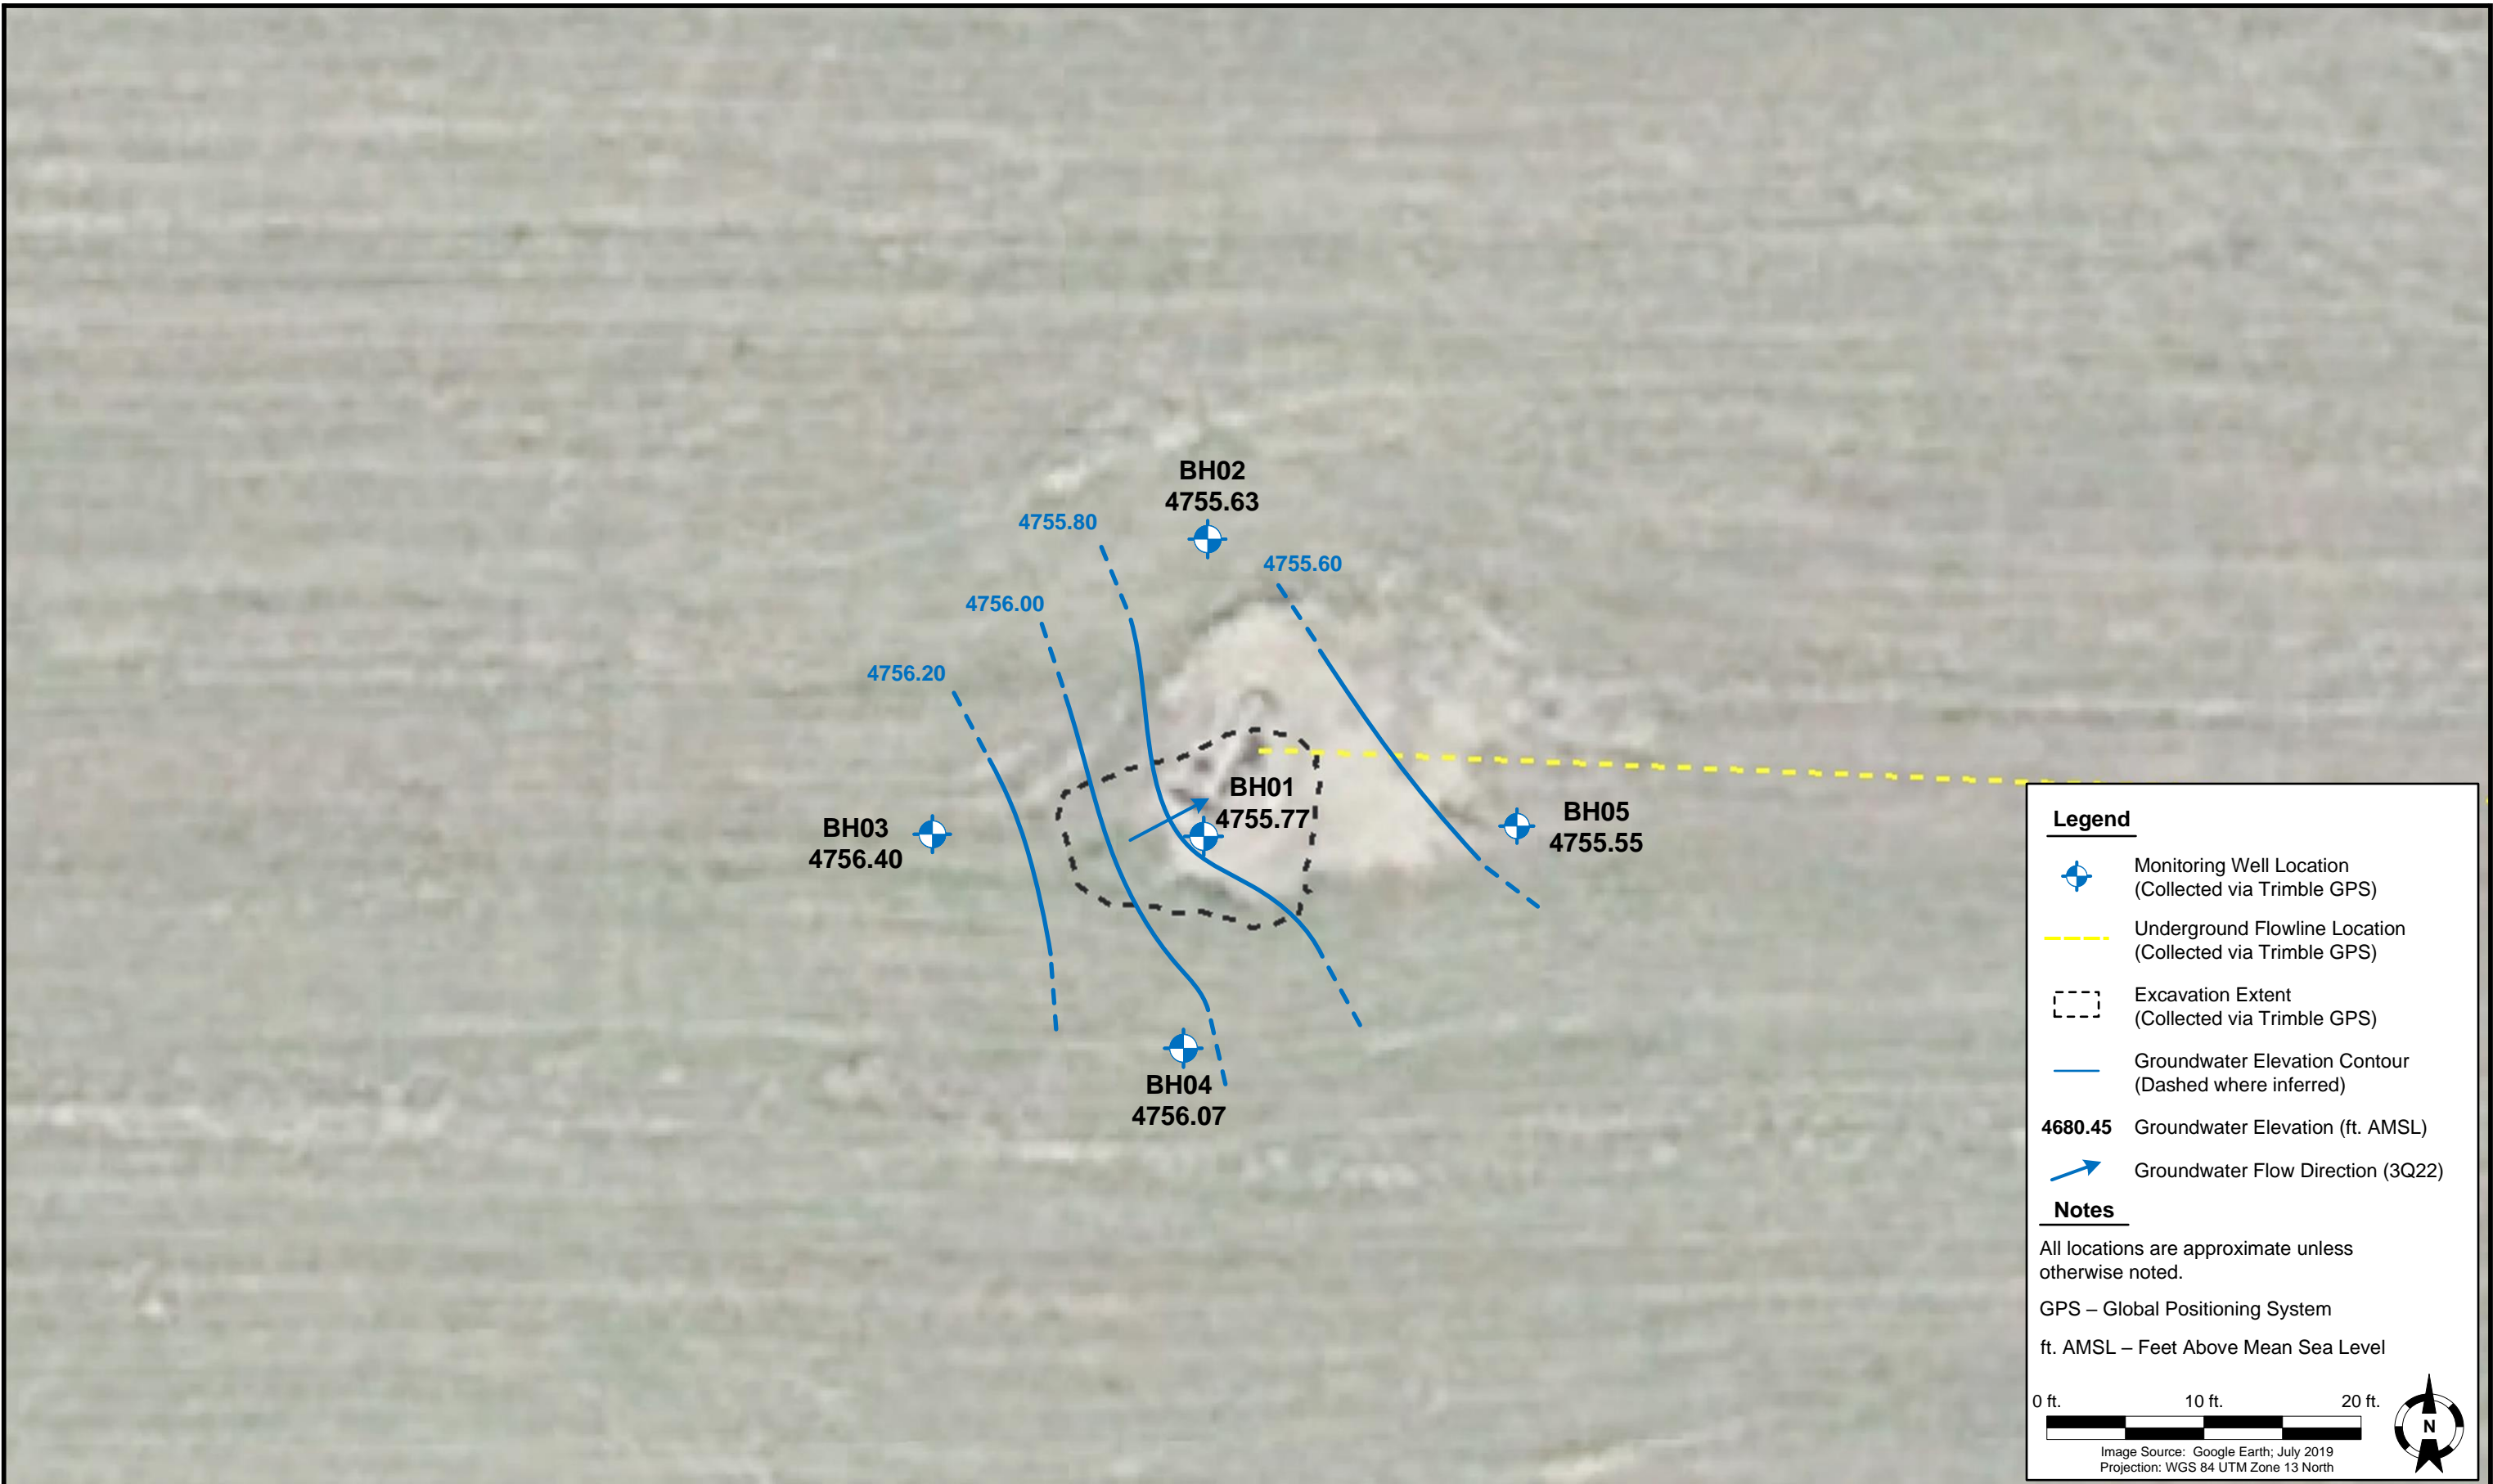 BH02
4755.63
4755.80
4755.60
4756.00
4756.20
BH01
4755.77
BH03
4756.40
BH05
4755.55
BH04
4756.07
Legend
Monitoring Well Location
(Collected via Trimble GPS)
Underground Flowline Location
(Collected via Trimble GPS)
Excavation Extent
(Collected via Trimble GPS)
Groundwater Elevation Contour
(Dashed where inferred)
4680.45 Groundwater Elevation (ft. AMSL)
Groundwater Flow Direction (3Q22)
Notes
All locations are approximate unless
otherwise noted.
GPS – Global Positioning System
ft. AMSL – Feet Above Mean Sea Level
0 ft. 10 ft. 20 ft.
N
Image Source: Google Earth; July 2019
Projection: WGS 84 UTM Zone 13 North